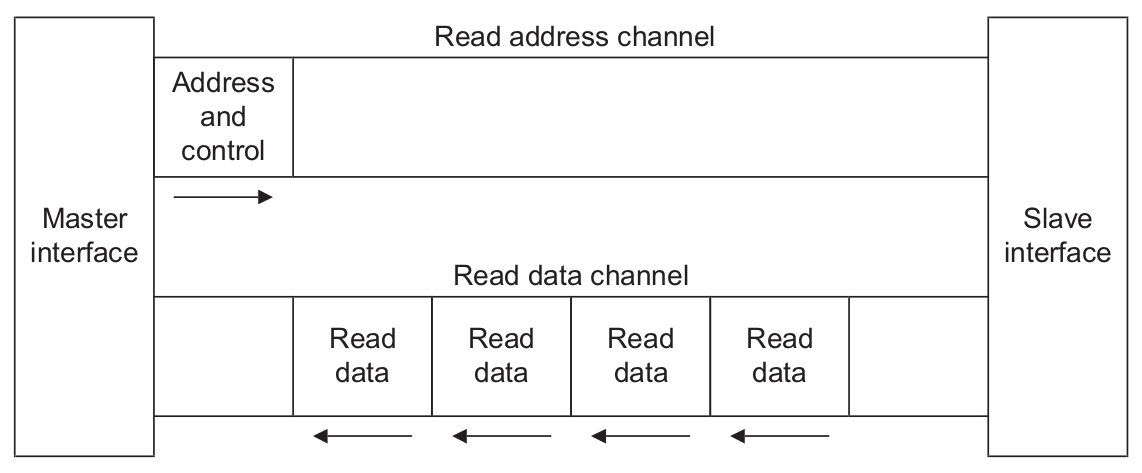 Read address channel
Address
and
control
Master
interface
Slave
interface
Read data channel
Read
data
Read
data
Read
data
Read
data